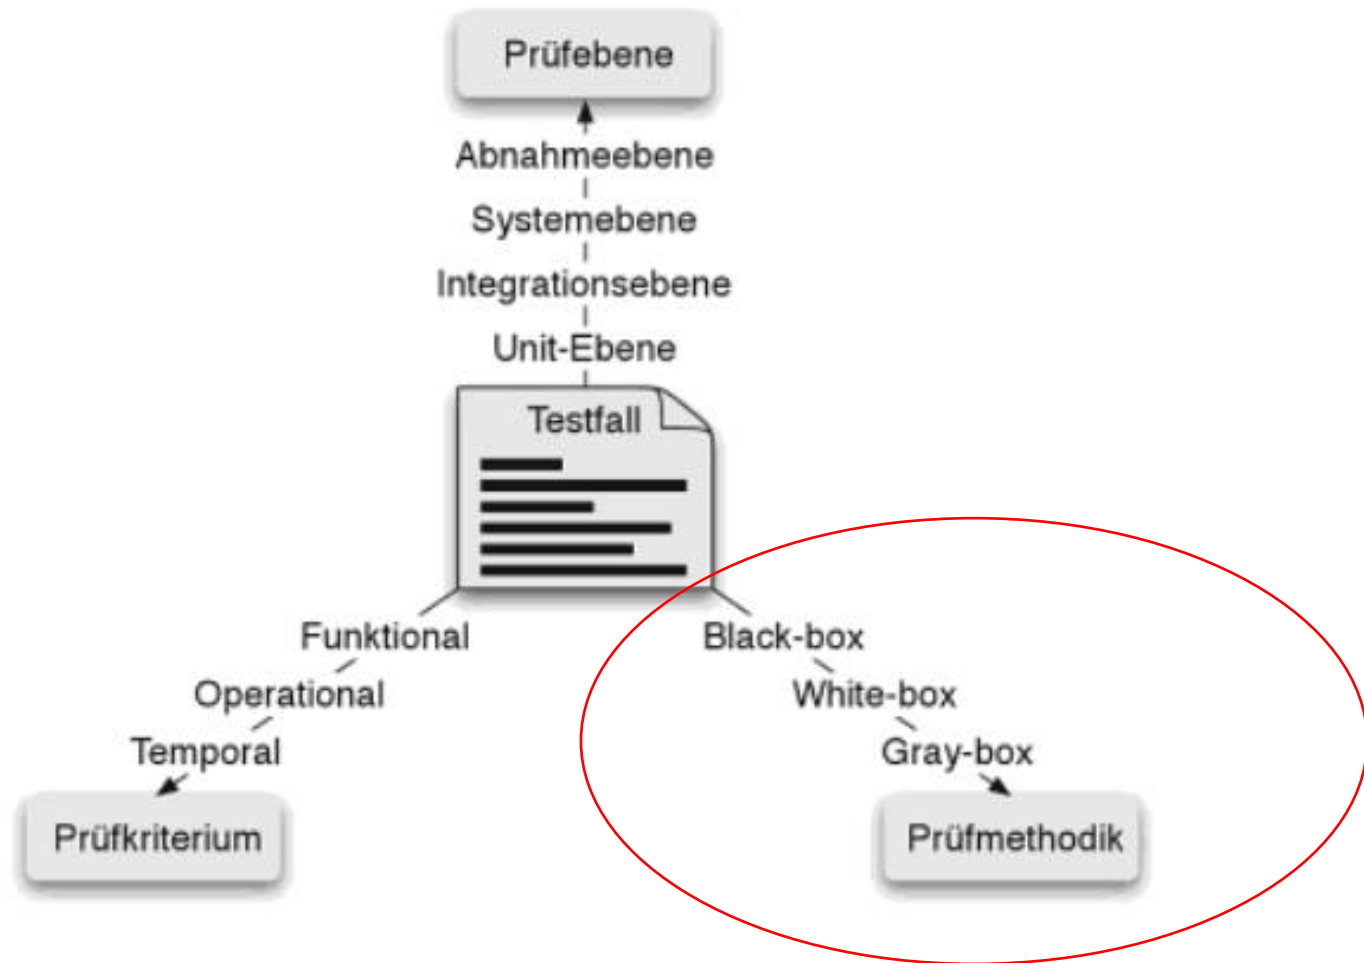 Prüfebene
Abnahmeebene
Systemebene
Integrationsebene
Unit-Ebene
Testfall
Funktional
Operational
Temporal
Prüfkriterium
Black-box
White-box
Gray-box
Prüfmethodik